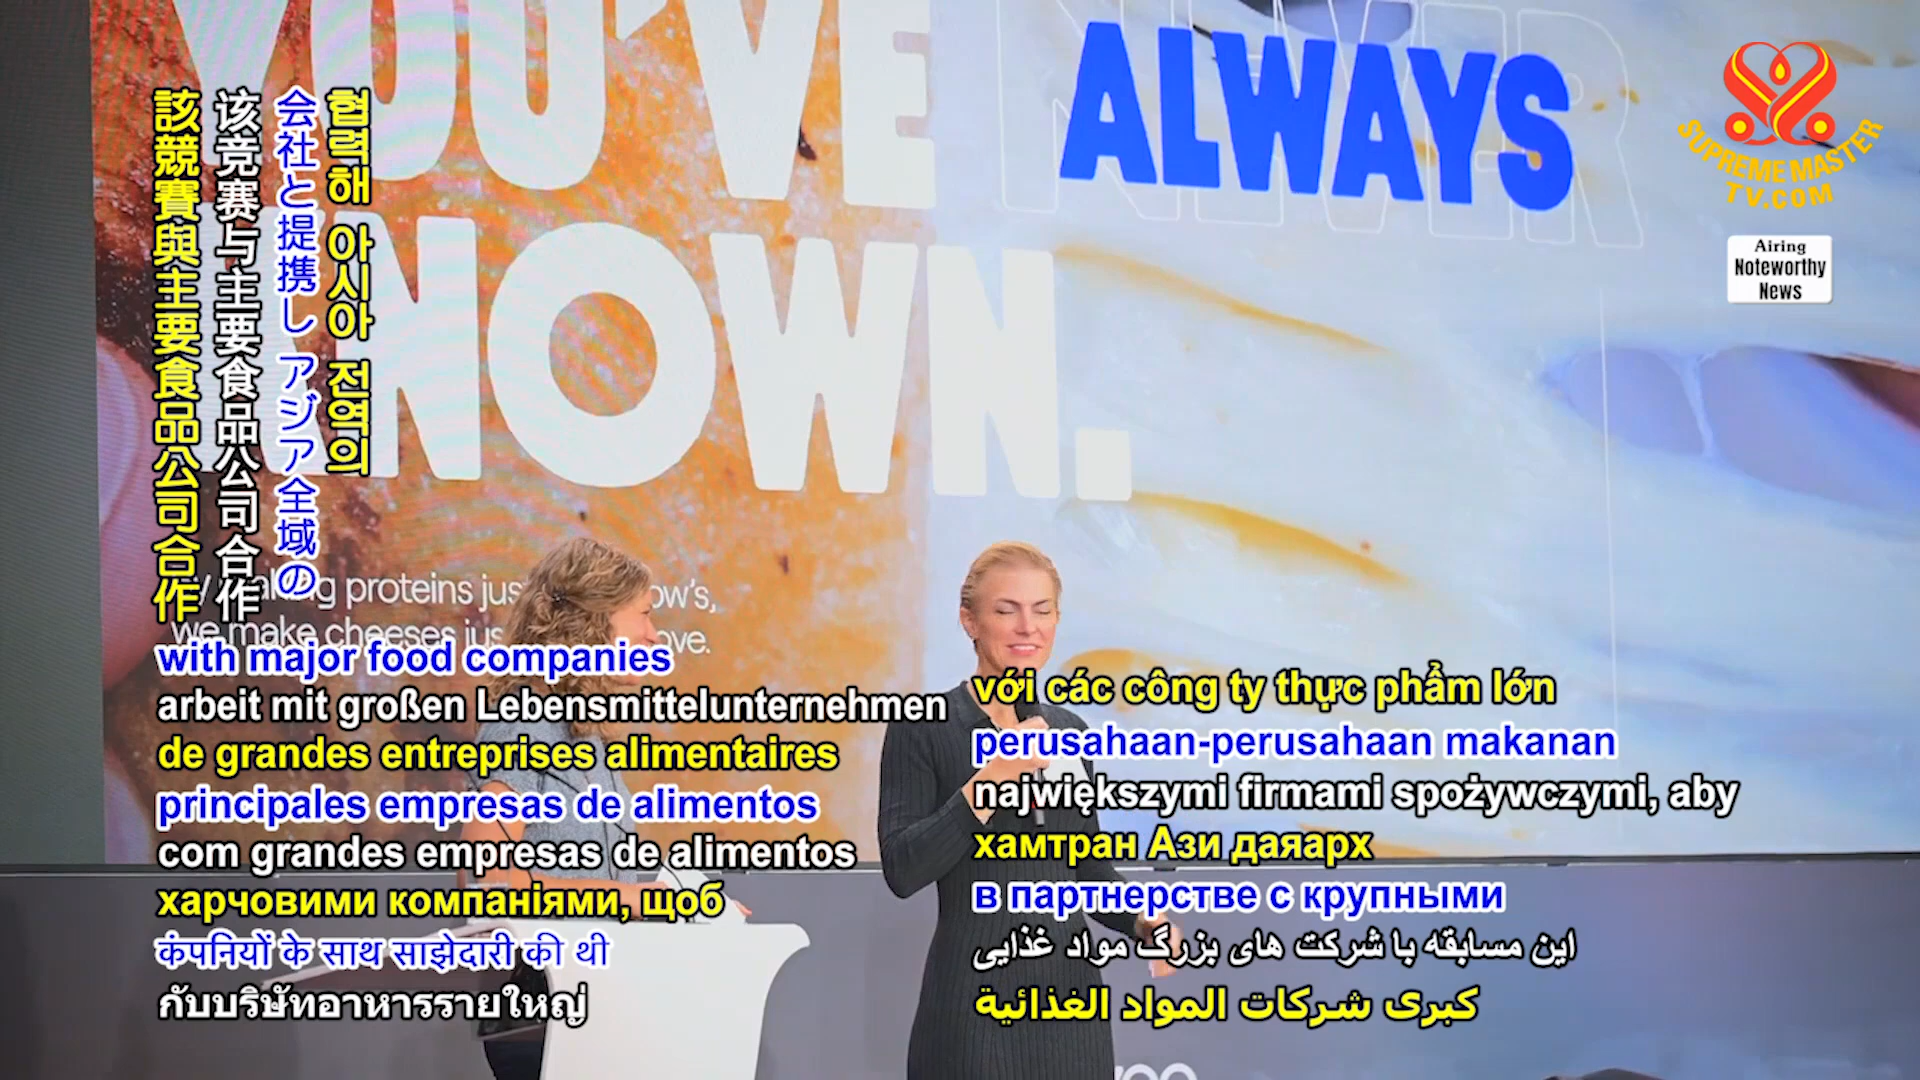 YOU'VE NEVER
ALWAYS
KNOWN.
proteins jus
ow's,
we make cheeses jus
ove.
SUPREME MASTER
TV.COM
Airing
Noteworthy
News
협력해 아시아 전역의
会社と提携し アジア全域の
该竞赛与主要食品公司合作
該競賽與主要食品公司合作
with major food companies
arbeit mit großen Lebensmittelunternehmen
de grandes entreprises alimentaires
principales empresas de alimentos
com grandes empresas de alimentos
харчовими компаніями, щоб
कंपनियों के साथ साझेदारी की थी
กับบริษัทอาหารรายใหญ่
với các công ty thực phẩm lớn
perusahaan-perusahaan makanan
największymi firmami spożywczymi, aby
хамтран Ази даяарх
в партнерстве с крупными
این مسابقه با شرکت های بزرگ مواد غذایی
كبرى شركات المواد الغذائية